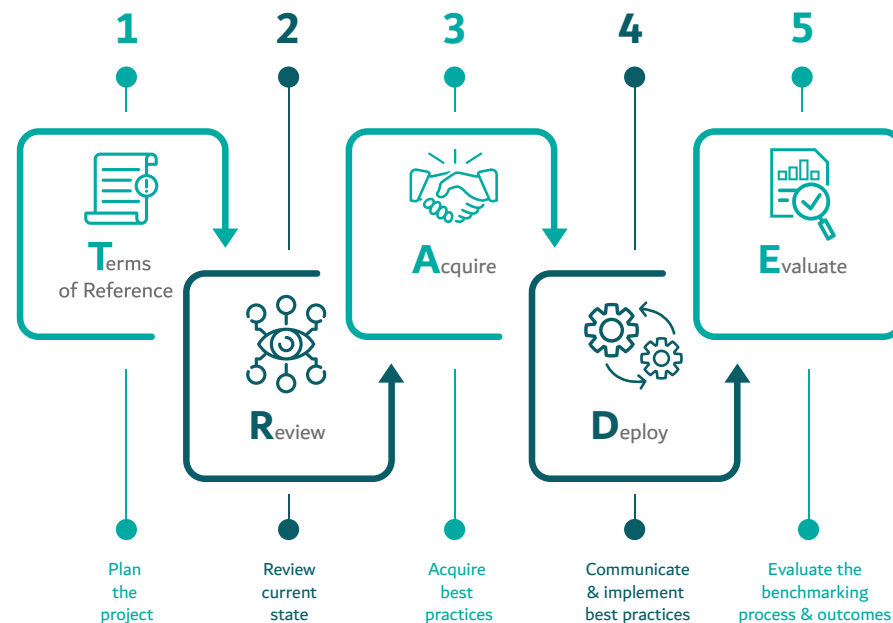 1
2
3
4
5
Terms
of Reference
Review
Acquire
Deploy
Evaluate
Plan
the
project
Review
current
state
Acquire
best
practices
Communicate
& implement
best practices
Evaluate the
benchmarking
process & outcomes